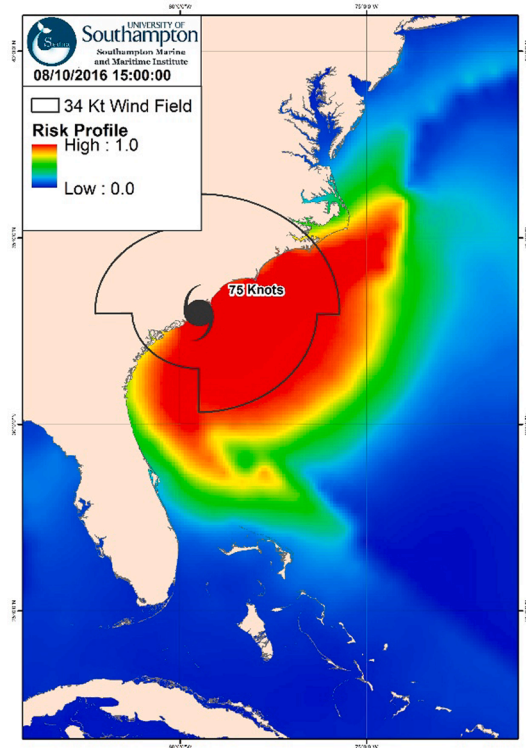 UNIVERSITY OF
Southampton
Southampton Marine
and Maritime Institute
08/10/2016 15:00:00
34 Kt Wind Field
Risk Profile
High : 1.0
Low : 0.0
75 Knots